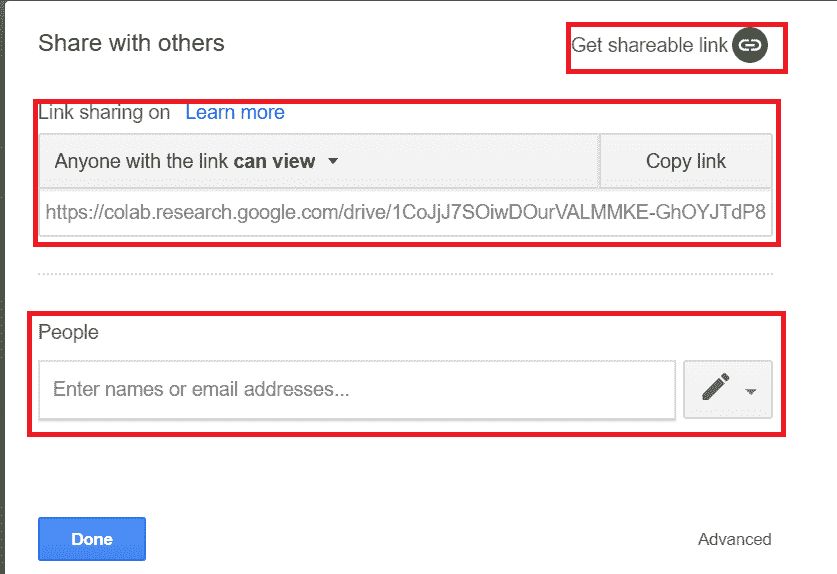 Share with others
Get shareable link
Link sharing on Learn more
Anyone with the link can view
Copy link
https://colab.research.google.com/drive/1CoJjJ7SOiwDOurVALMMKE-GhOYJTdP8
People
Enter names or email addresses...
Done
Advanced